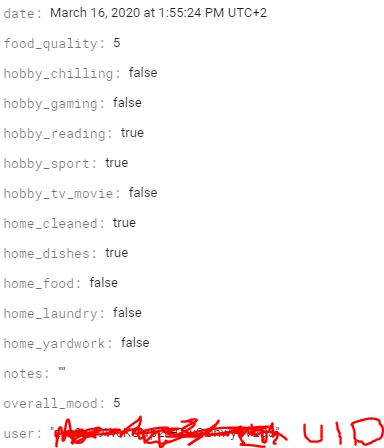 date: March 16, 2020 at 1:55:24 PM UTC+2
food_quality: 5
hobby_chilling: false
hobby_gaming: false
hobby_reading: true
hobby_sport: true
hobby_tv_movie: false
home_cleaned: true
home_dishes: true
home_food: false
home_laundry: false
home_yardwork: false
notes: ""
overall_mood: 5
user: " " UID